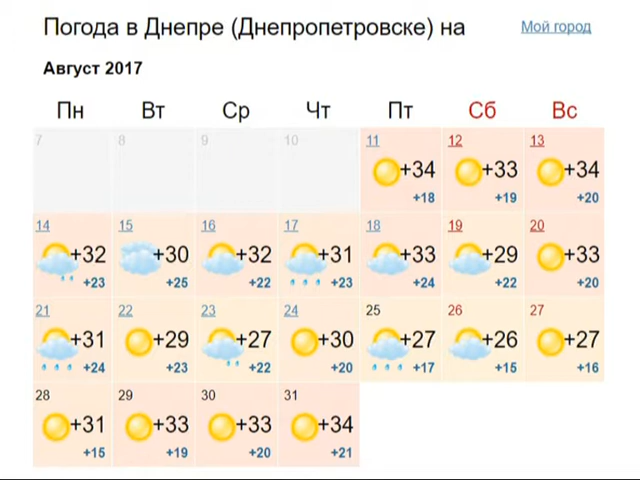 Погода в Днепре (Днепропетровске) на
Мой город
Август 2017
Пн Вт Ср Чт Пт Сб Вс
7 8 9 10 11 12 13
+34 +33 +34
+18 +19 +20
14 15 16 17 18 19 20
+32 +30 +32 +31 +33 +29 +33
+23 +25 +22 +23 +24 +22 +20
21 22 23 24 25 26 27
+31 +29 +27 +30 +27 +26 +27
+24 +23 +22 +20 +17 +15 +16
28 29 30 31
+31 +33 +33 +34
+15 +19 +20 +21